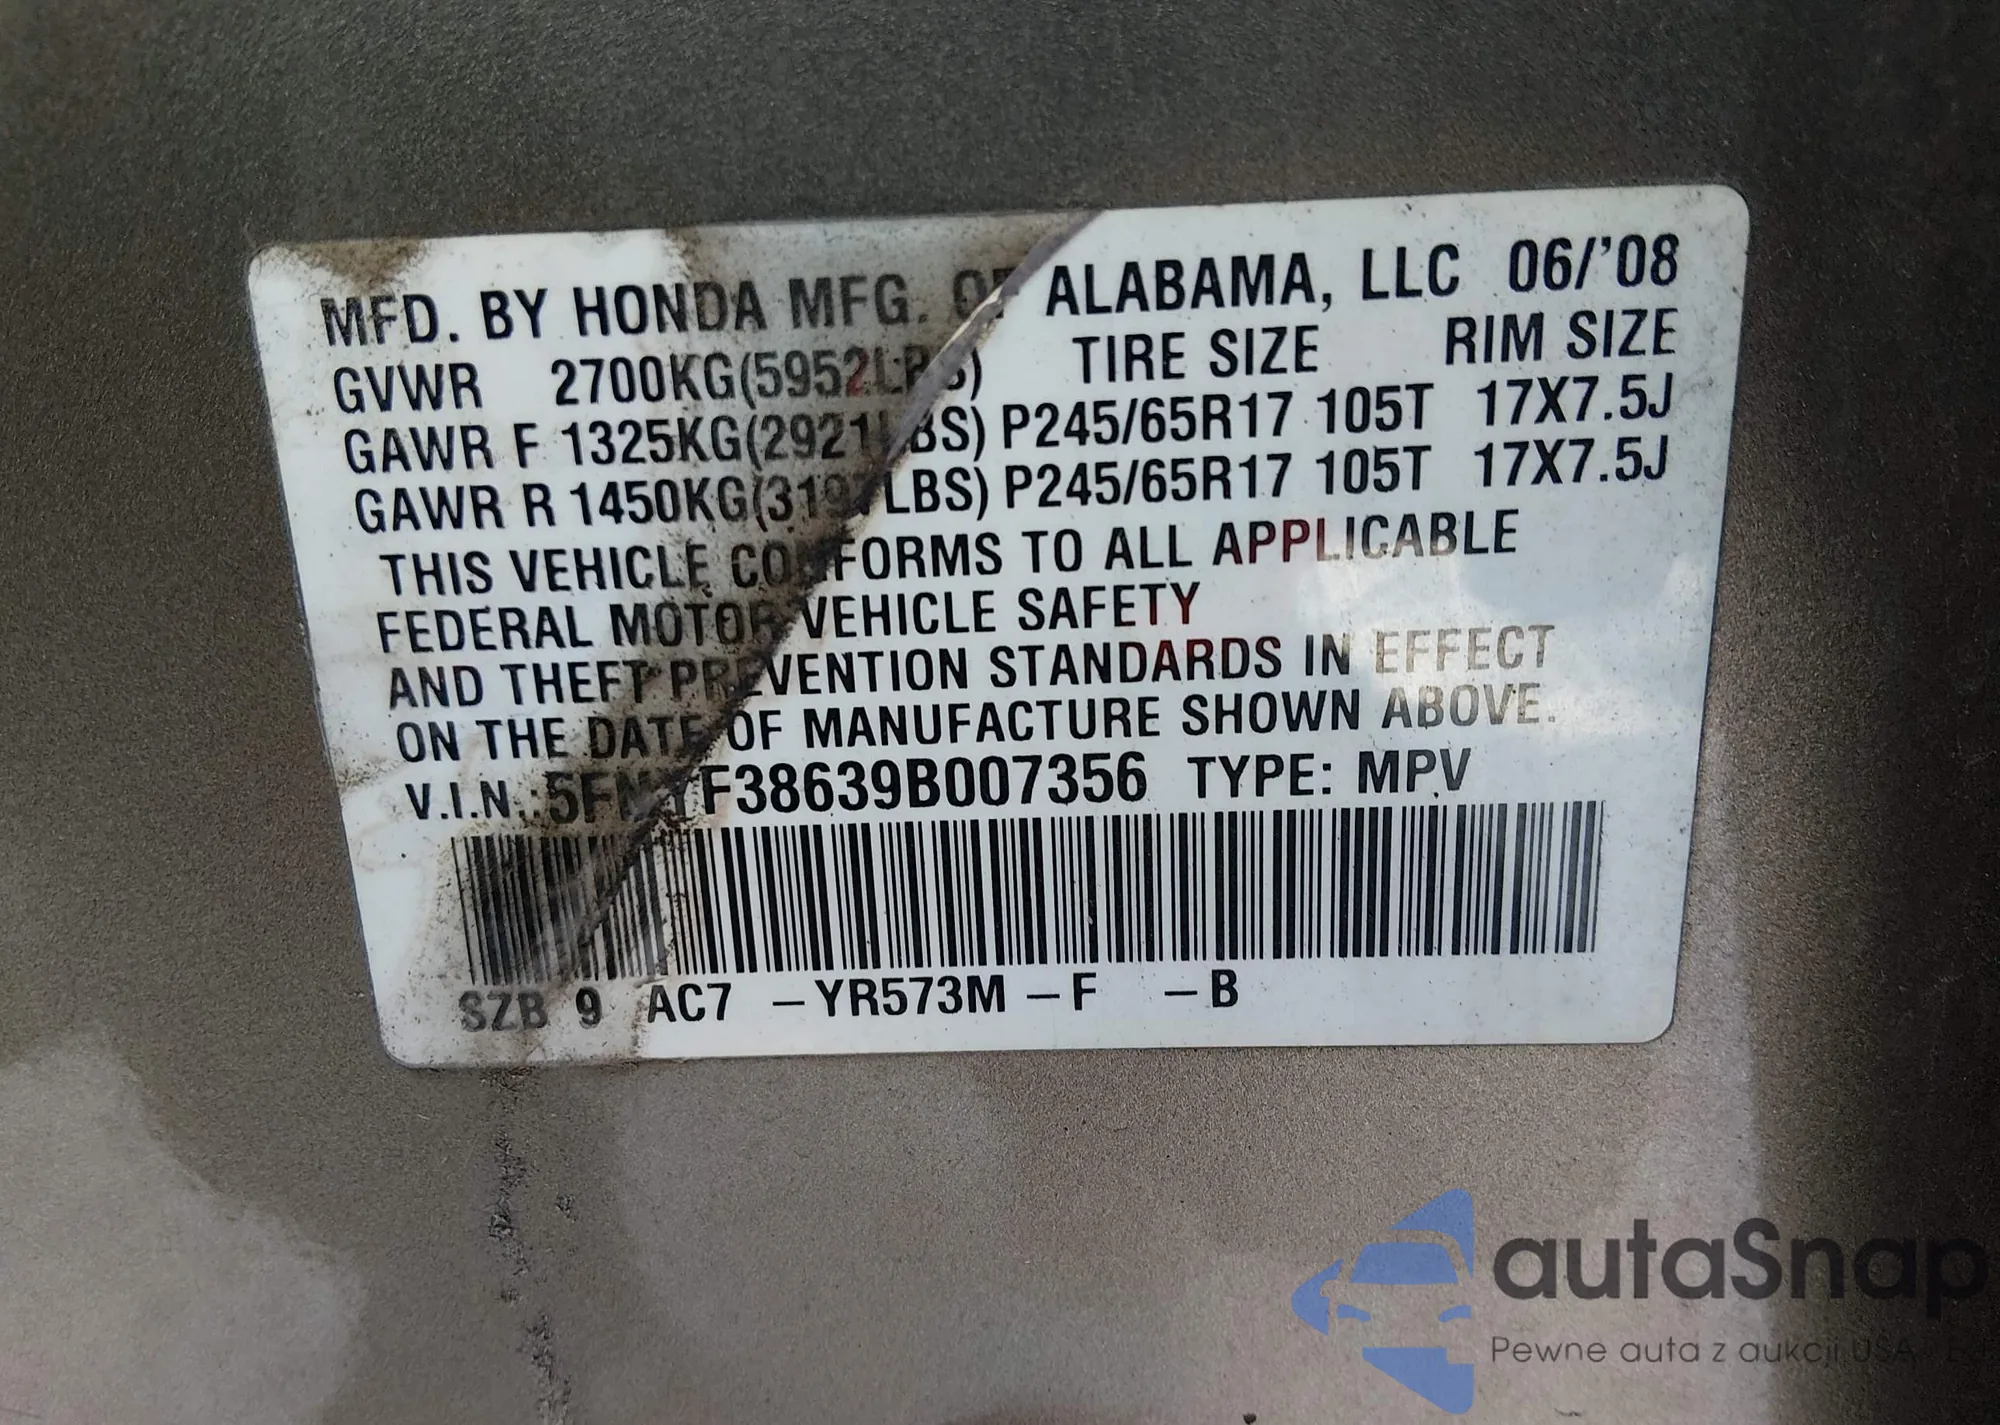 MFD. BY HONDA MFG. OF ALABAMA, LLC 06/'08
GVWR 2700KG(5952LBS) TIRE SIZE RIM SIZE
GAWR F 1325KG(2921LBS) P245/65R17 105T 17X7.5J
GAWR R 1450KG(3197LBS) P245/65R17 105T 17X7.5J
THIS VEHICLE CONFORMS TO ALL APPLICABLE
FEDERAL MOTOR VEHICLE SAFETY
AND THEFT PREVENTION STANDARDS IN EFFECT
ON THE DATE OF MANUFACTURE SHOWN ABOVE.
V.I.N.: TYPE: MPV
SZB 9 AC7 -YR573M -F -B
autaSnap
Pewne auta z aukcji USA